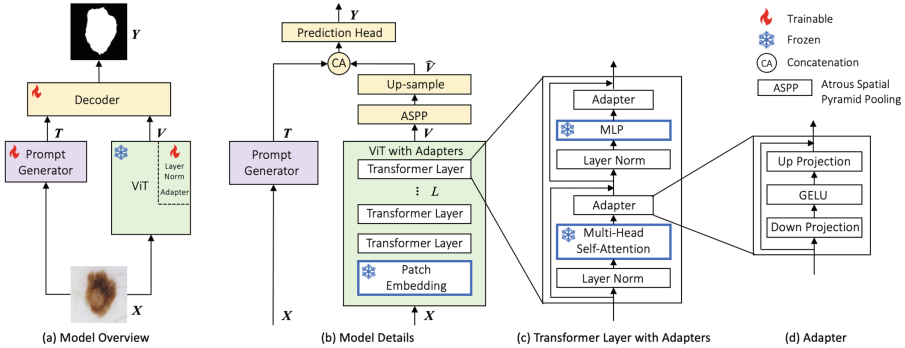 Y
Decoder
T
V
Prompt
Generator
ViT
Layer
Norm
Adapter
X
(a) Model Overview
Y
Prediction Head
CA
V̂
Up-sample
ASPP
T
V
Prompt
Generator
ViT with Adapters
Transformer Layer
⋮ L
Transformer Layer
Transformer Layer
Patch
Embedding
X
X
(b) Model Details
Adapter
MLP
Layer Norm
Adapter
Multi-Head
Self-Attention
Layer Norm
(c) Transformer Layer with Adapters
Trainable
Frozen
CA Concatenation
ASPP Atrous Spatial
Pyramid Pooling
Up Projection
GELU
Down Projection
(d) Adapter